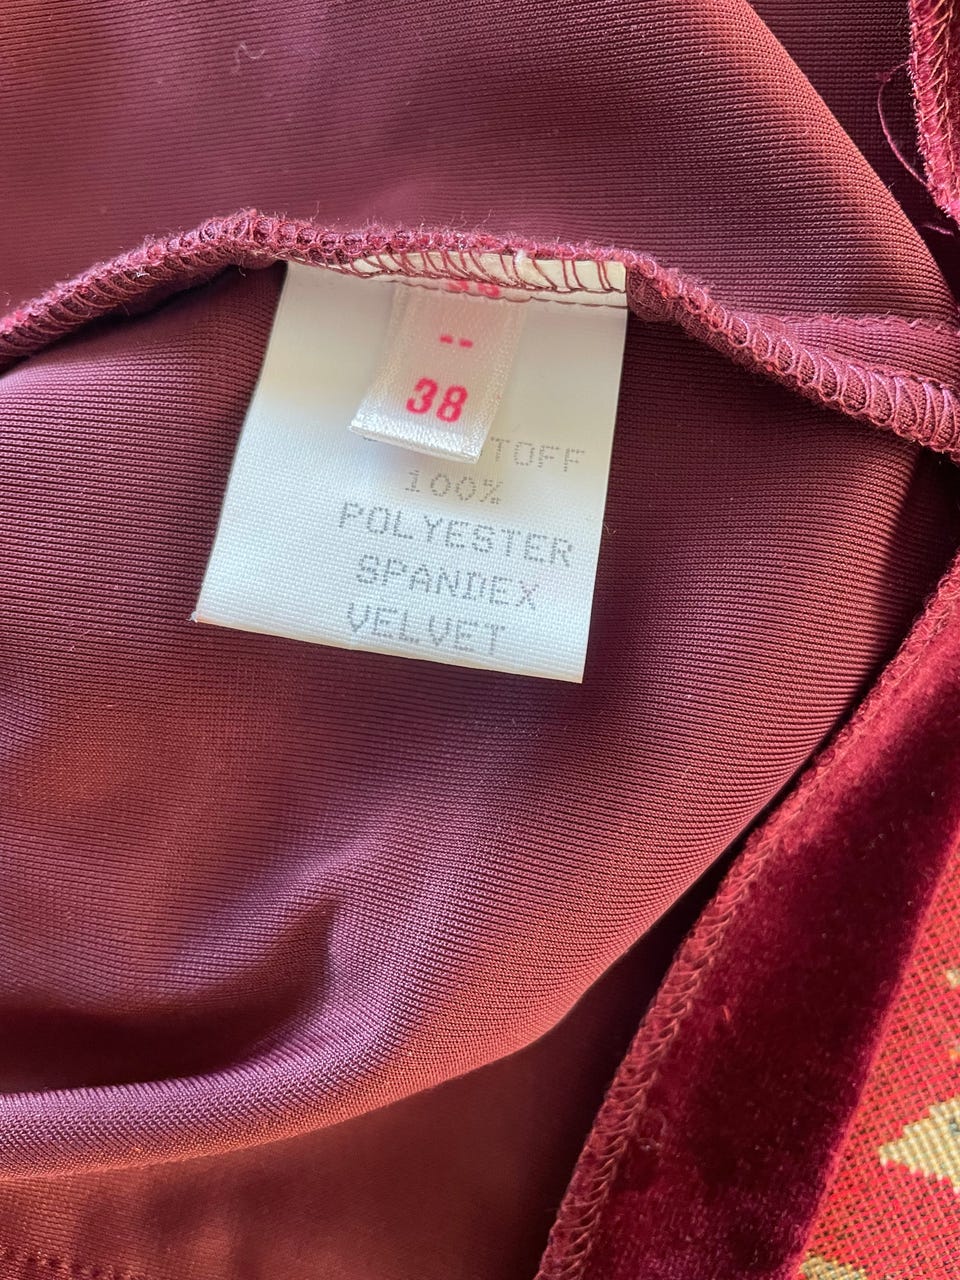 --
38
TOFF
100%
POLYESTER
SPANDEX
VELVET